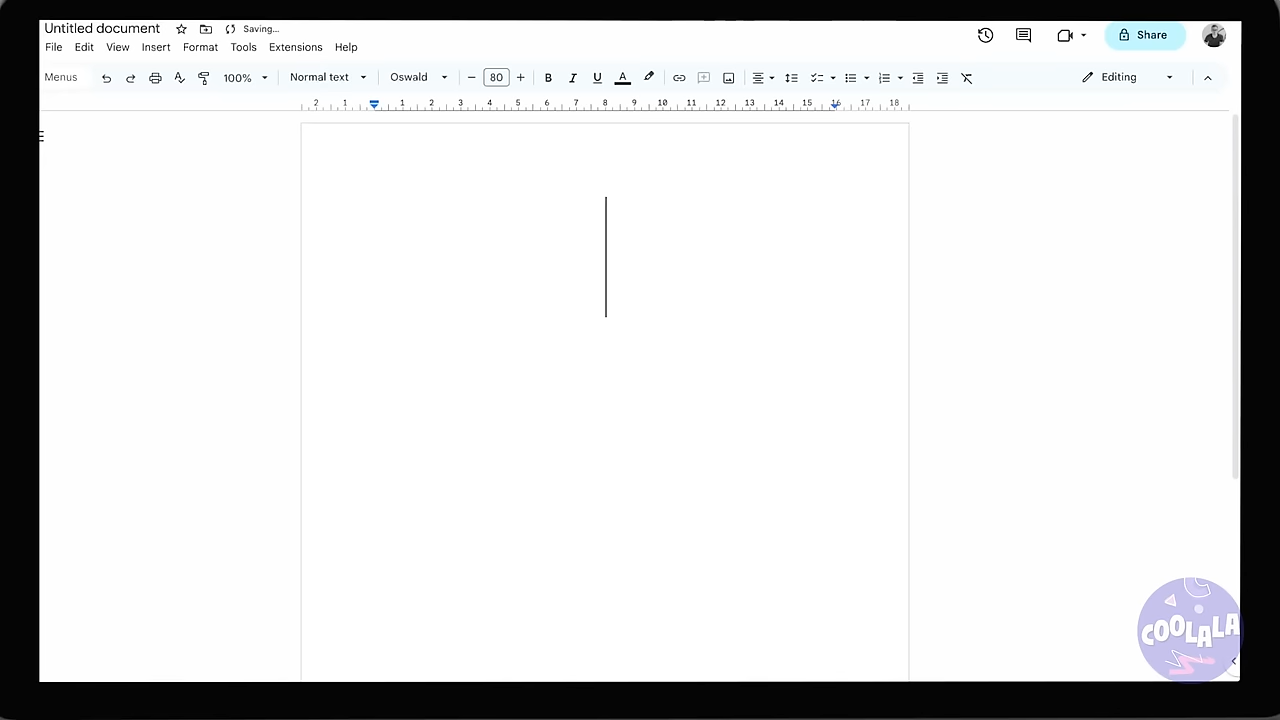 Untitled document Saving...
File Edit View Insert Format Tools Extensions Help
Share
Menus 100% Normal text Oswald 80 B I U A Editing
2 1 1 2 3 4 5 6 7 8 9 10 11 12 13 14 15 16 17 18
COOLALA